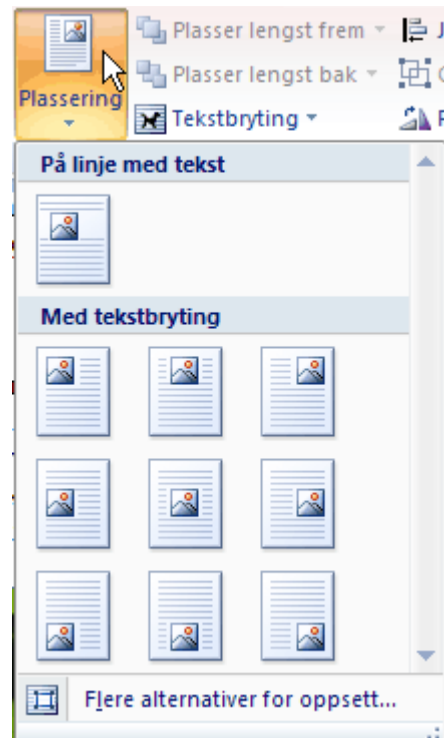 Plassering
Plasser lengst frem
Plasser lengst bak
Tekstbryting
På linje med tekst
Med tekstbryting
Flere alternativer for oppsett...